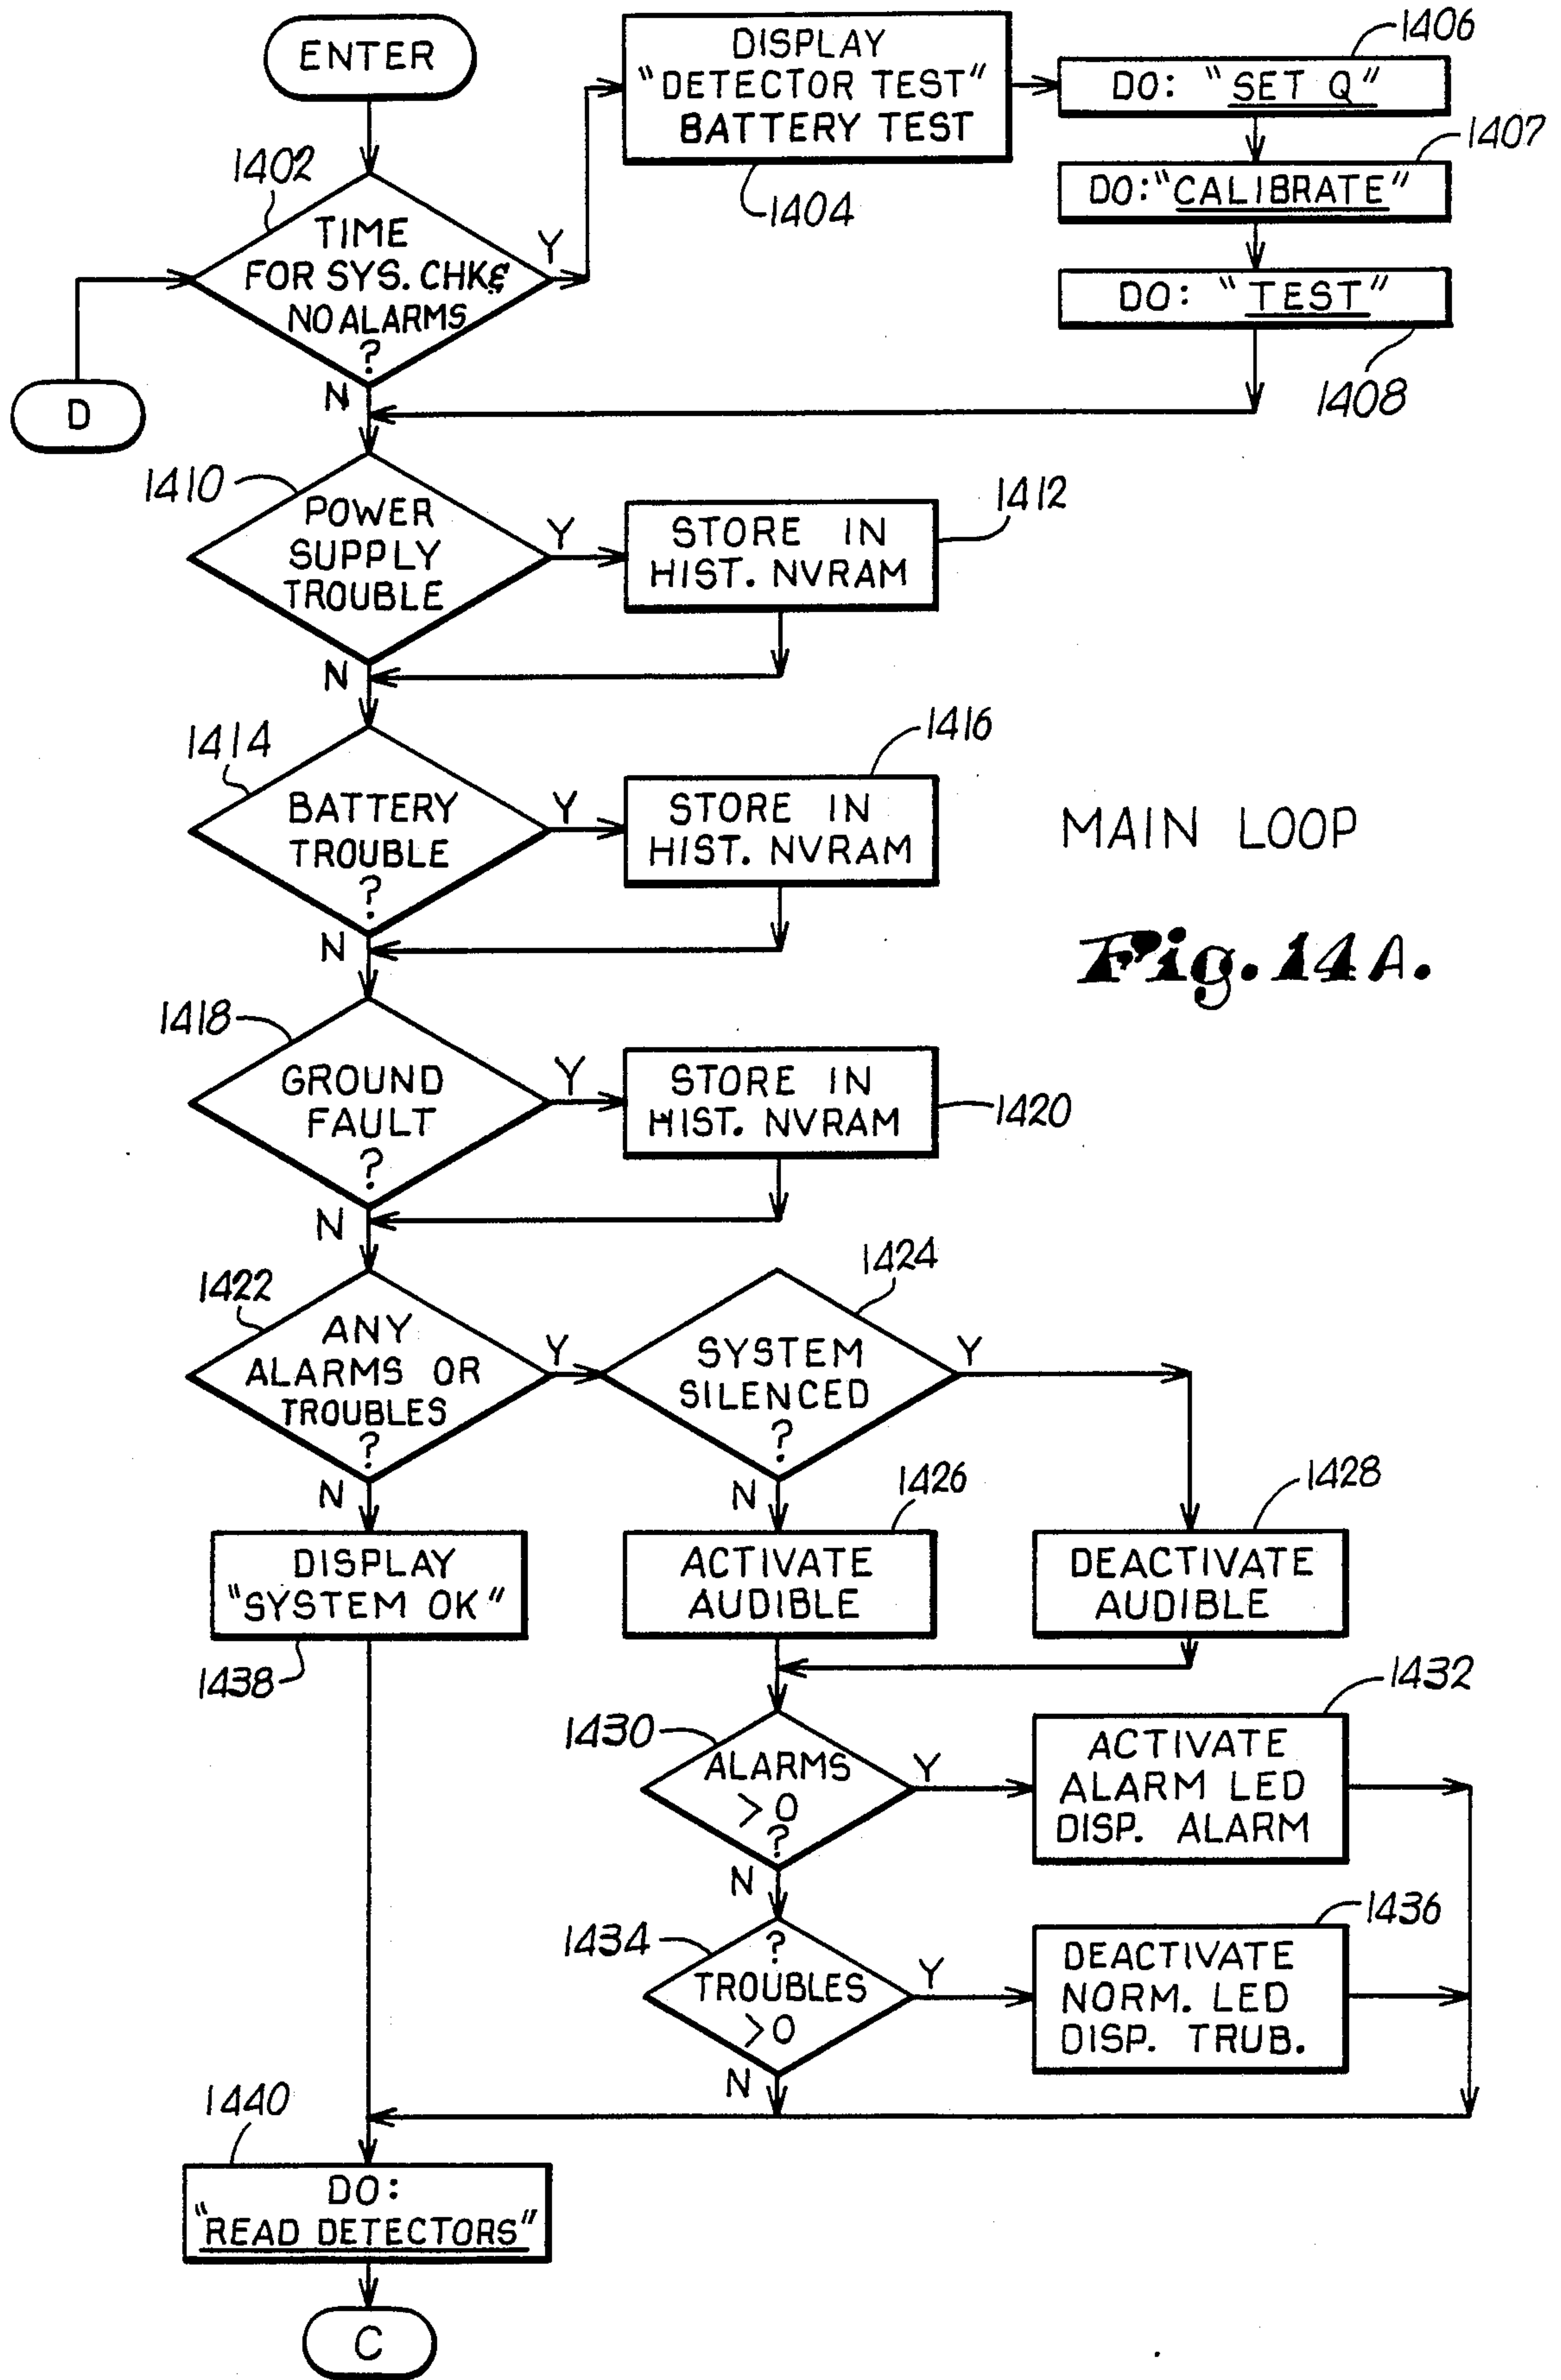 ENTER
1402
TIME
FOR SYS. CHK&
NO ALARMS
?
Y
N
D
DISPLAY
"DETECTOR TEST"
BATTERY TEST
1404
1406
DO: "SET Q"
1407
DO:"CALIBRATE"
DO: "TEST"
1408
1410
POWER
SUPPLY
TROUBLE
Y
N
1412
STORE IN
HIST. NVRAM
1414
BATTERY
TROUBLE
?
Y
N
1416
STORE IN
HIST. NVRAM
MAIN LOOP
Fig. 14A.
1418
GROUND
FAULT
?
Y
N
STORE IN
HIST. NVRAM
1420
1422
ANY
ALARMS OR
TROUBLES
?
Y
N
1424
SYSTEM
SILENCED
?
Y
N
DISPLAY
"SYSTEM OK"
1438
1426
ACTIVATE
AUDIBLE
1428
DEACTIVATE
AUDIBLE
1430
ALARMS
>0
?
Y
N
1432
ACTIVATE
ALARM LED
DISP. ALARM
1434
?
TROUBLES
>0
Y
N
1436
DEACTIVATE
NORM. LED
DISP. TRUB.
1440
DO:
"READ DETECTORS"
C